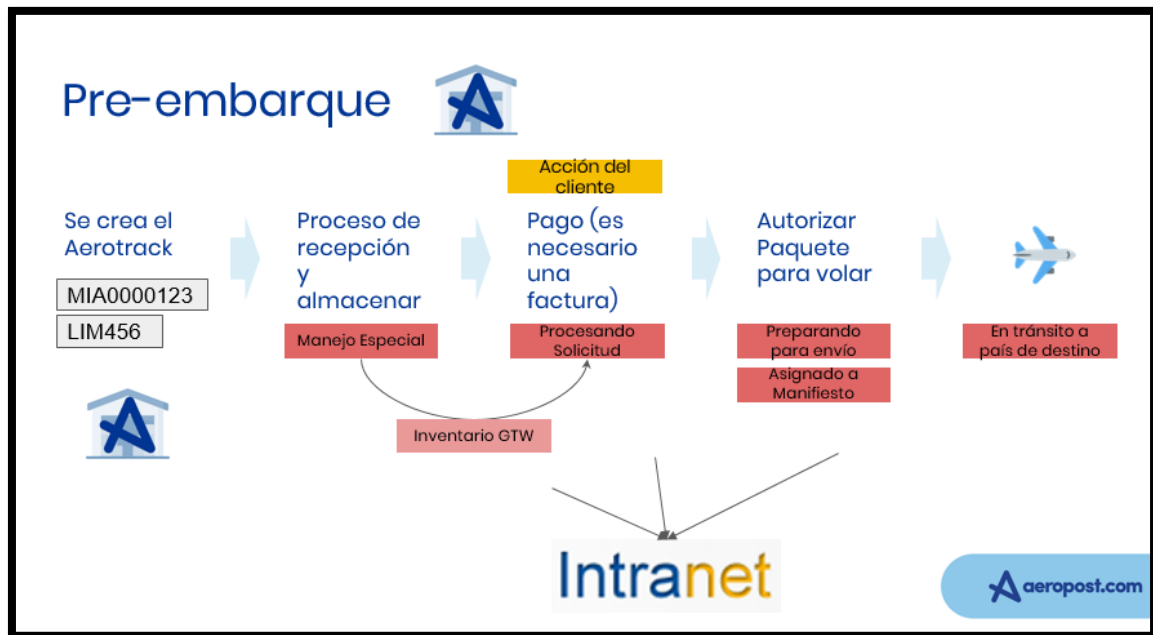 Pre-embarque
Acción del
cliente
Se crea el
Aerotrack
MIA0000123
LIM456
Proceso de
recepción
y
almacenar
Manejo Especial
Pago (es
necesario
una
factura)
Procesando
Solicitud
Autorizar
Paquete
para volar
Preparando
para envío
Asignado a
Manifiesto
En tránsito a
país de destino
Inventario GTW
Intranet
aeropost.com